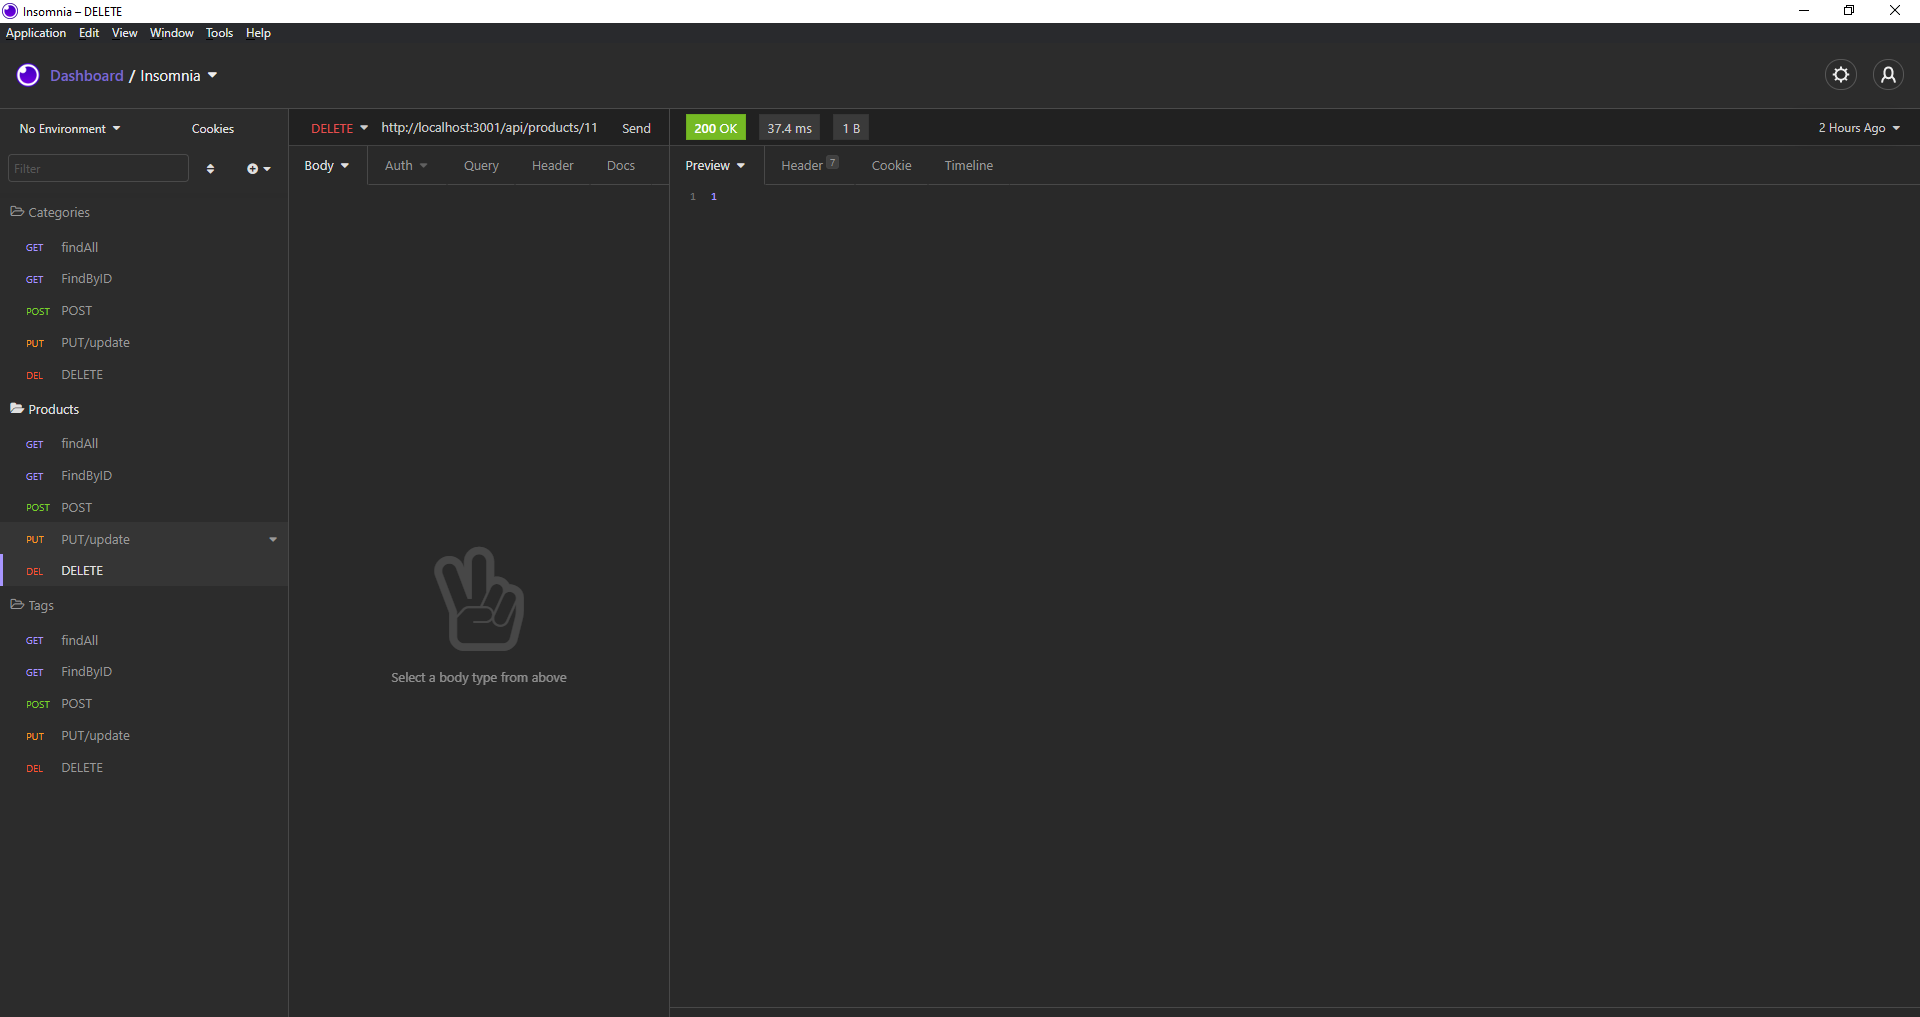 Insomnia – DELETE
Application Edit View Window Tools Help
Dashboard / Insomnia
No Environment Cookies
Filter
Categories
GET findAll
GET FindByID
POST POST
PUT PUT/update
DEL DELETE
Products
GET findAll
GET FindByID
POST POST
PUT PUT/update
DEL DELETE
Tags
GET findAll
GET FindByID
POST POST
PUT PUT/update
DEL DELETE
DELETE http://localhost:3001/api/products/11 Send
Body Auth Query Header Docs
Select a body type from above
200 OK 37.4 ms 1 B 2 Hours Ago
Preview Header 7 Cookie Timeline
1 1